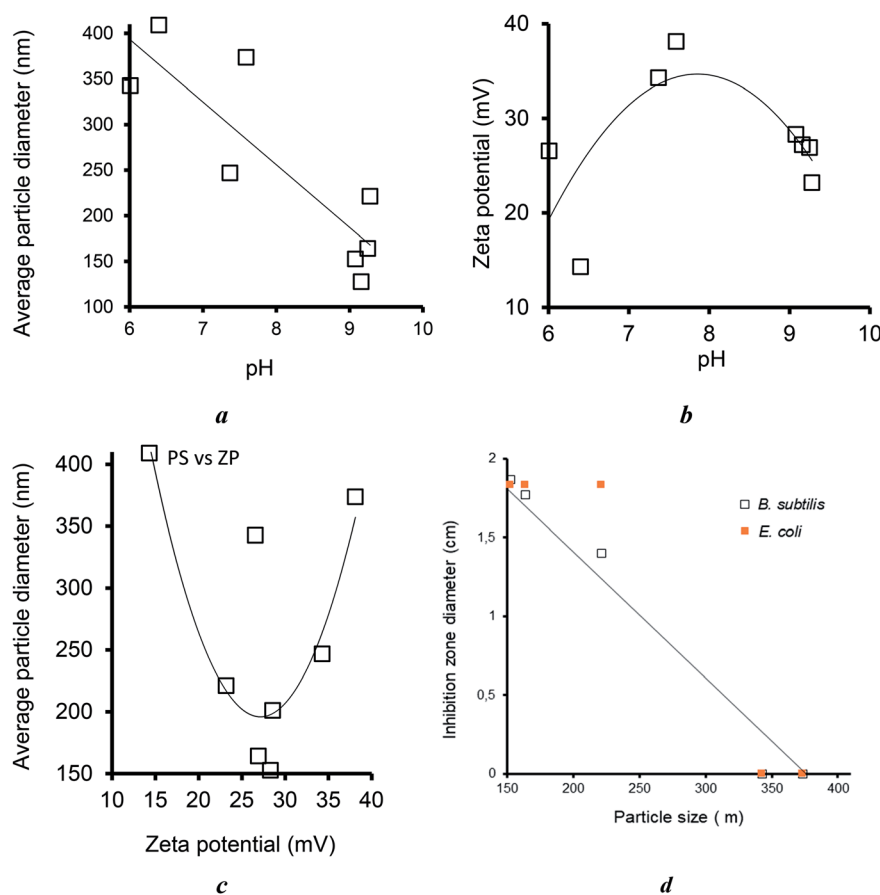 Average particle diameter (nm)
400
350
300
250
200
150
100
6
7
8
9
10
pH
a
Zeta potential (mV)
40
30
20
10
6
7
8
9
10
pH
b
Average particle diameter (nm)
PS vs ZP
400
350
300
250
200
150
10
20
30
40
Zeta potential (mV)
c
Inhibition zone diameter (cm)
2
1,5
1
0,5
0
B. subtilis
E. coli
150
200
250
300
350
400
Particle size ( m)
d